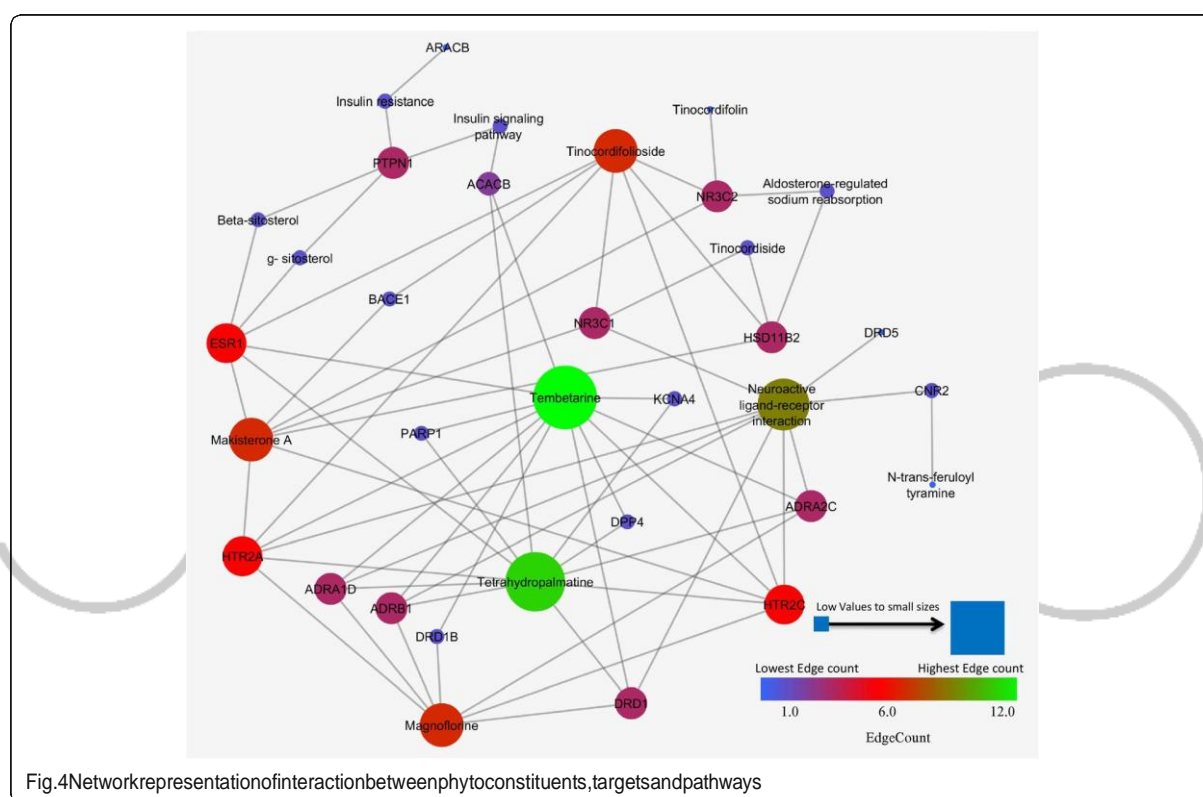 ARACB
Insulin resistance
Insulin signaling
pathway
Tinocordifolin
Tinocordifolioside
PTPN1
ACACB
NR3C2
Aldosterone-regulated
sodium reabsorption
Beta-sitosterol
g- sitosterol
Tinocordiside
BACE1
NR3C1
HSD11B2
DRD5
ESR1
Neuroactive
ligand-receptor
interaction
Tembetarine
KCNA4
CNR2
Makisterone A
PARP1
N-trans-feruloyl
tyramine
ADRA2C
DPP4
HTR2A
Tetrahydropalmatine
ADRA1D
ADRB1
HTR2C
DRD1B
Low Values to small sizes
Lowest Edge count Highest Edge count
1.0 6.0 12.0
EdgeCount
DRD1
Magnoflorine
Fig.4Networkrepresentationofinteractionbetweenphytoconstituents,targetsandpathways